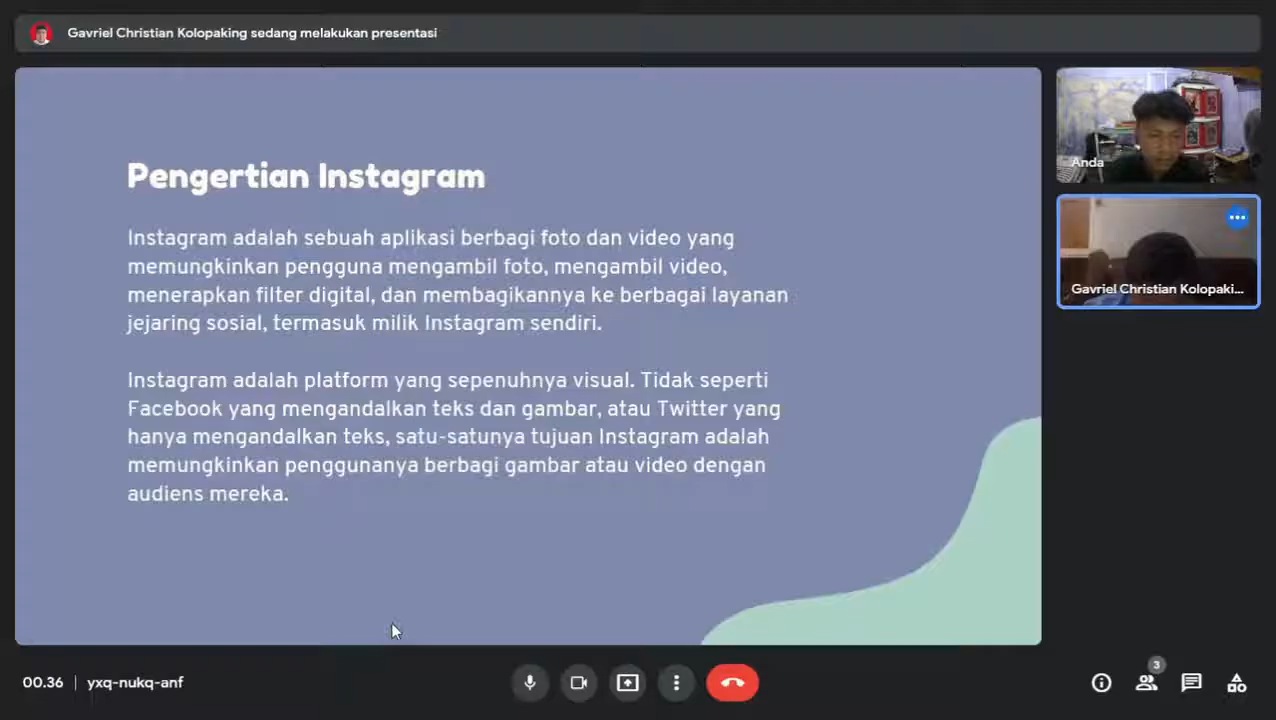 Gavriel Christian Kolopaking sedang melakukan presentasi
Pengertian Instagram
Instagram adalah sebuah aplikasi berbagi foto dan video yang
memungkinkan pengguna mengambil foto, mengambil video,
menerapkan filter digital, dan membagikannya ke berbagai layanan
jejaring sosial, termasuk milik Instagram sendiri.
Instagram adalah platform yang sepenuhnya visual. Tidak seperti
Facebook yang mengandalkan teks dan gambar, atau Twitter yang
hanya mengandalkan teks, satu-satunya tujuan Instagram adalah
memungkinkan penggunanya berbagi gambar atau video dengan
audiens mereka.
Anda
Gavriel Christian Kolopaki...
00.36 | yxq-nukq-anf
3